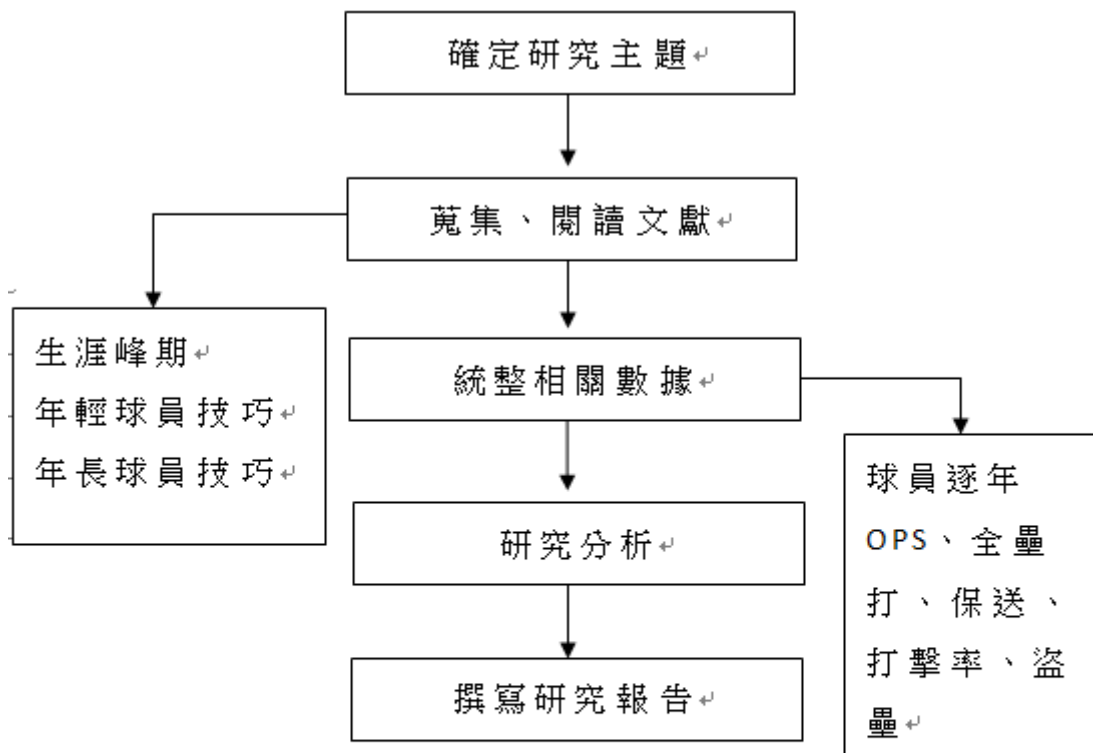 確定研究主題
蒐集、閱讀文獻
生涯峰期
年輕球員技巧
年長球員技巧
統整相關數據
球員逐年
OPS、全壘
打、保送、
打擊率、盜
壘
研究分析
撰寫研究報告